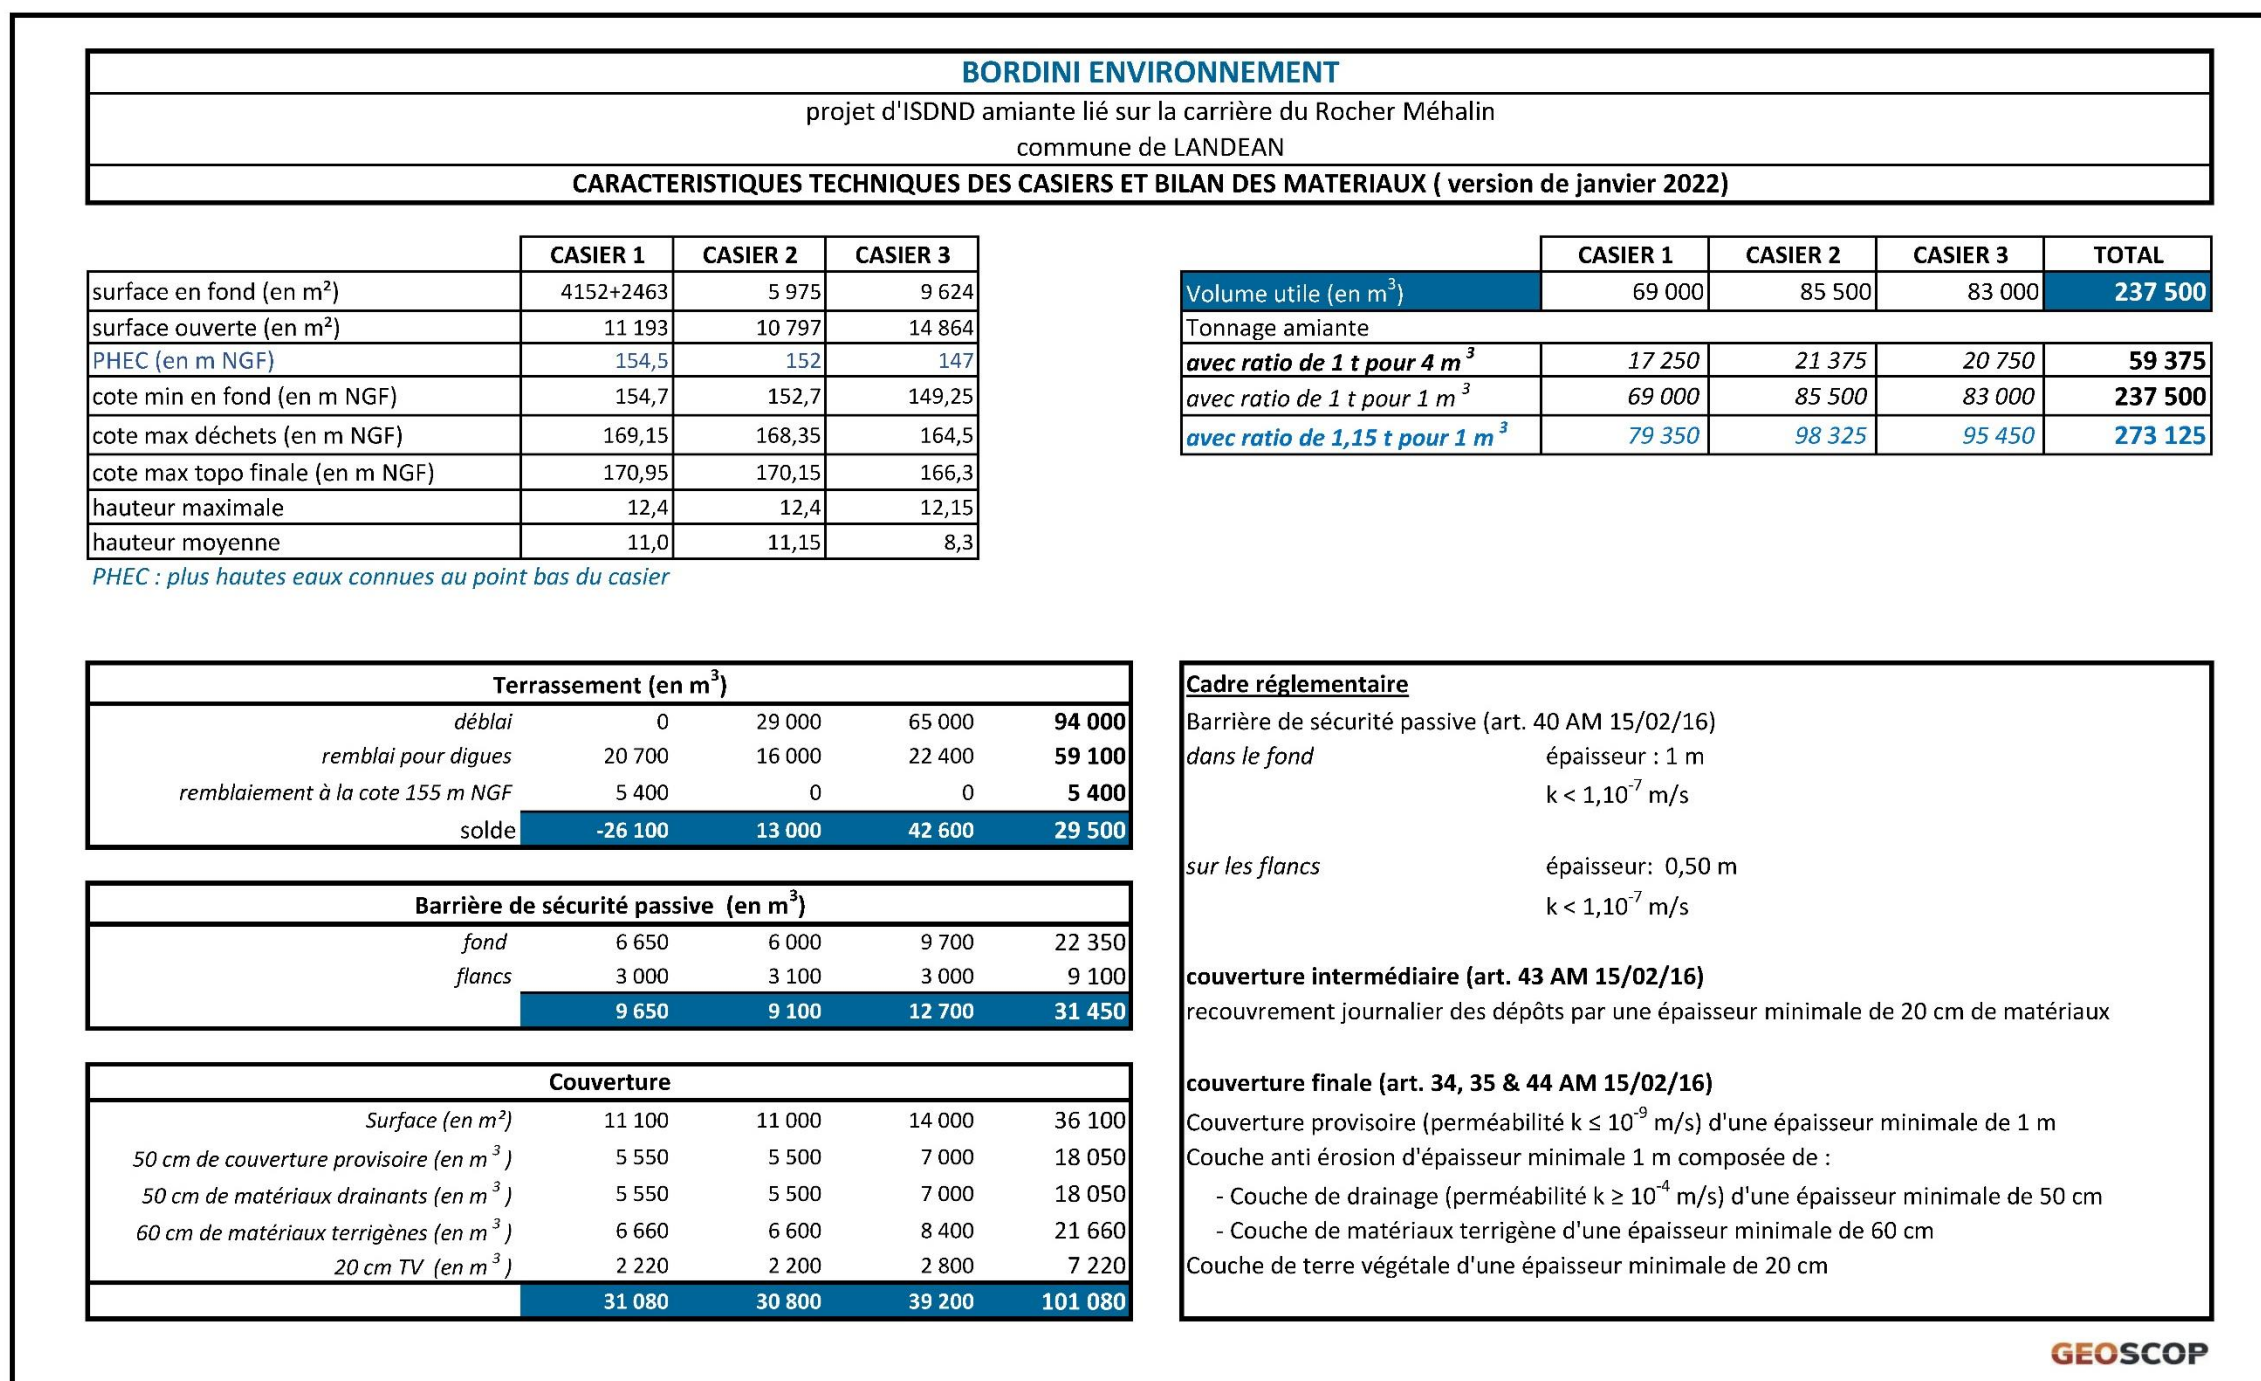 BORDINI ENVIRONNEMENT
projet d'ISDND amiante lié sur la carrière du Rocher Méhalin
commune de LANDEAN
CARACTERISTIQUES TECHNIQUES DES CASIERS ET BILAN DES MATERIAUX ( version de janvier 2022)
CASIER 1 CASIER 2 CASIER 3
surface en fond (en m²) 4152+2463 5 975 9 624
surface ouverte (en m²) 11 193 10 797 14 864
PHEC (en m NGF) 154,5 152 147
cote min en fond (en m NGF) 154,7 152,7 149,25
cote max déchets (en m NGF) 169,15 168,35 164,5
cote max topo finale (en m NGF) 170,95 170,15 166,3
hauteur maximale 12,4 12,4 12,15
hauteur moyenne 11,0 11,15 8,3
PHEC : plus hautes eaux connues au point bas du casier
CASIER 1 CASIER 2 CASIER 3 TOTAL
Volume utile (en m³) 69 000 85 500 83 000 237 500
Tonnage amiante
avec ratio de 1 t pour 4 m³ 17 250 21 375 20 750 59 375
avec ratio de 1 t pour 1 m³ 69 000 85 500 83 000 237 500
avec ratio de 1,15 t pour 1 m³ 79 350 98 325 95 450 273 125
Terrassement (en m³)
déblai 0 29 000 65 000 94 000
remblai pour digues 20 700 16 000 22 400 59 100
remblaiement à la cote 155 m NGF 5 400 0 0 5 400
solde -26 100 13 000 42 600 29 500
Barrière de sécurité passive (en m³)
fond 6 650 6 000 9 700 22 350
flancs 3 000 3 100 3 000 9 100
9 650 9 100 12 700 31 450
Couverture
Surface (en m²) 11 100 11 000 14 000 36 100
50 cm de couverture provisoire (en m³) 5 550 5 500 7 000 18 050
50 cm de matériaux drainants (en m³) 5 550 5 500 7 000 18 050
60 cm de matériaux terrigènes (en m³) 6 660 6 600 8 400 21 660
20 cm TV (en m³) 2 220 2 200 2 800 7 220
31 080 30 800 39 200 101 080
Cadre réglementaire
Barrière de sécurité passive (art. 40 AM 15/02/16)
dans le fond épaisseur : 1 m
k < 1,10⁻⁷ m/s
sur les flancs épaisseur: 0,50 m
k < 1,10⁻⁷ m/s
couverture intermédiaire (art. 43 AM 15/02/16)
recouvrement journalier des dépôts par une épaisseur minimale de 20 cm de matériaux
couverture finale (art. 34, 35 & 44 AM 15/02/16)
Couverture provisoire (perméabilité k ≤ 10⁻⁹ m/s) d'une épaisseur minimale de 1 m
Couche anti érosion d'épaisseur minimale 1 m composée de :
- Couche de drainage (perméabilité k ≥ 10⁻⁴ m/s) d'une épaisseur minimale de 50 cm
- Couche de matériaux terrigène d'une épaisseur minimale de 60 cm
Couche de terre végétale d'une épaisseur minimale de 20 cm
GEOSCOP